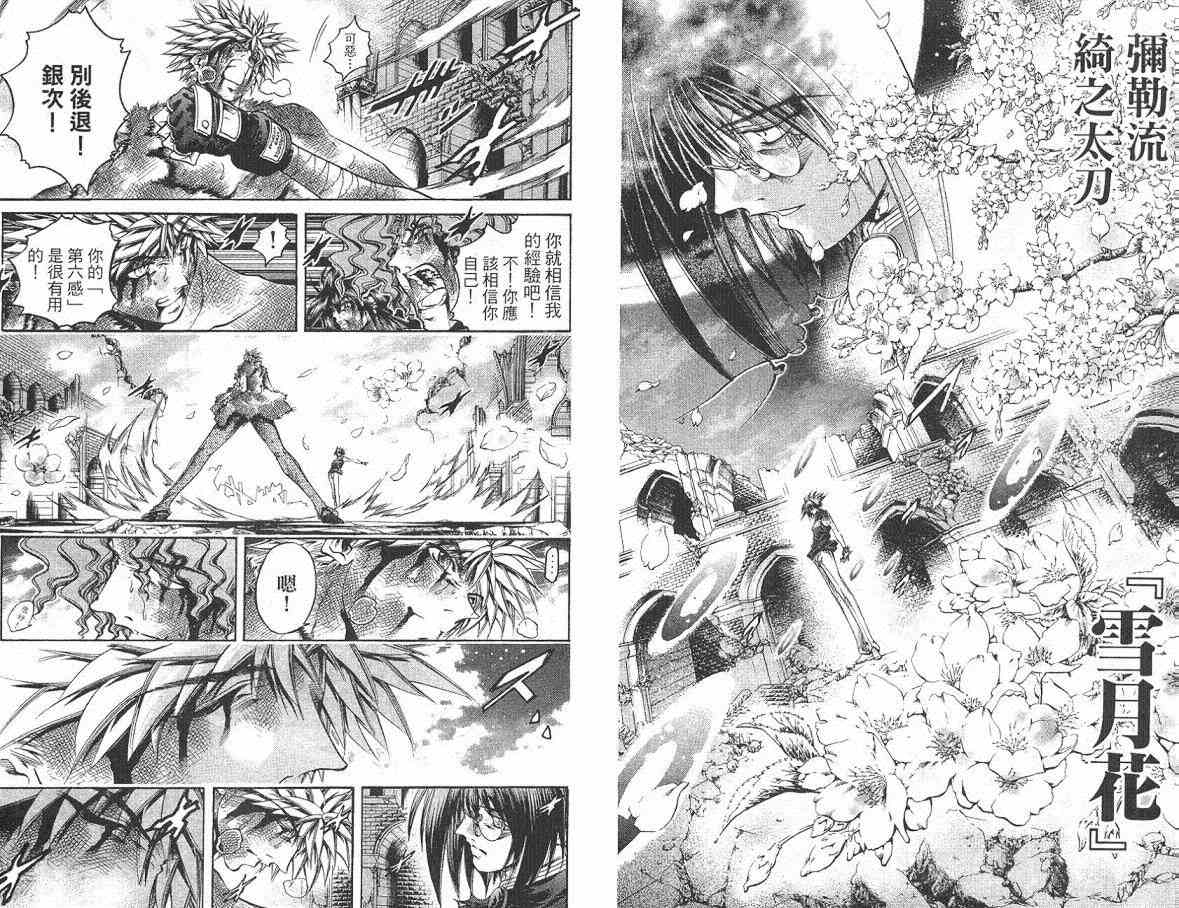 彌勒流
綺之太刀
『雪月花』
可惡……
別後退！
銀次！
你就相信我
的經驗吧！
不！你應
該相信你
自己！
！
你的「
第六感」
是很有用
的！
……
嗯！